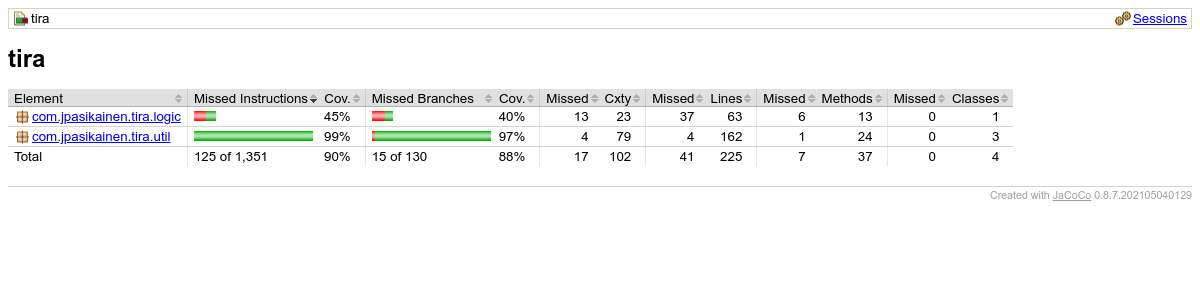 tira Sessions
tira
Element Missed Instructions Cov. Missed Branches Cov. Missed Cxty Missed Lines Missed Methods Missed Classes
com.jpasikainen.tira.logic 45% 40% 13 23 37 63 6 13 0 1
com.jpasikainen.tira.util 99% 97% 4 79 4 162 1 24 0 3
Total 125 of 1,351 90% 15 of 130 88% 17 102 41 225 7 37 0 4
Created with JaCoCo 0.8.7.202105040129